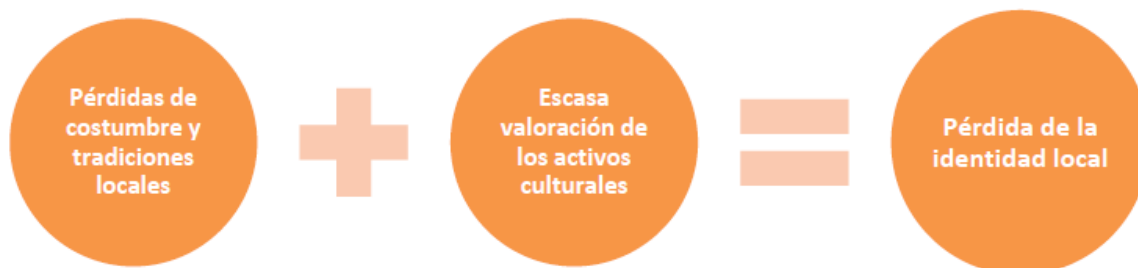 Pérdidas de
costumbre y
tradiciones
locales
Escasa
valoración de
los activos
culturales
Pérdida de la
identidad local